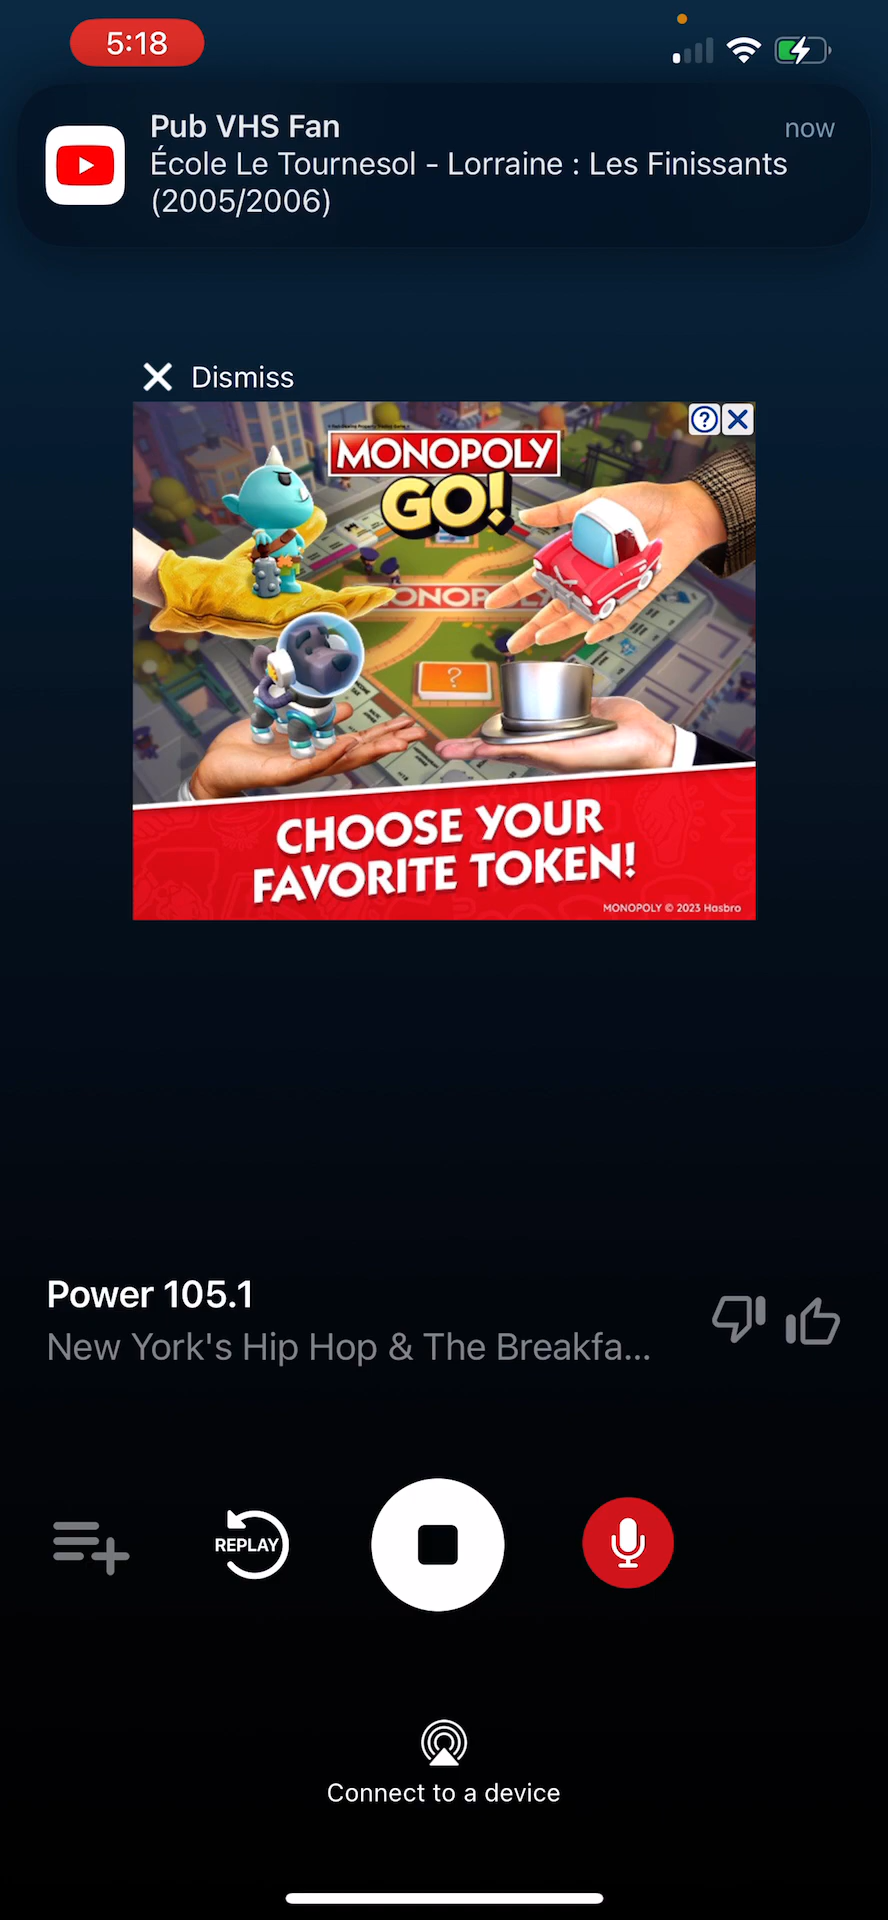 5:18
Pub VHS Fan
now
École Le Tournesol - Lorraine : Les Finissants
(2005/2006)
Dismiss
MONOPOLY
GO!
?
CHOOSE YOUR
FAVORITE TOKEN!
MONOPOLY © 2023 Hasbro
Power 105.1
New York's Hip Hop & The Breakfa...
REPLAY
Connect to a device